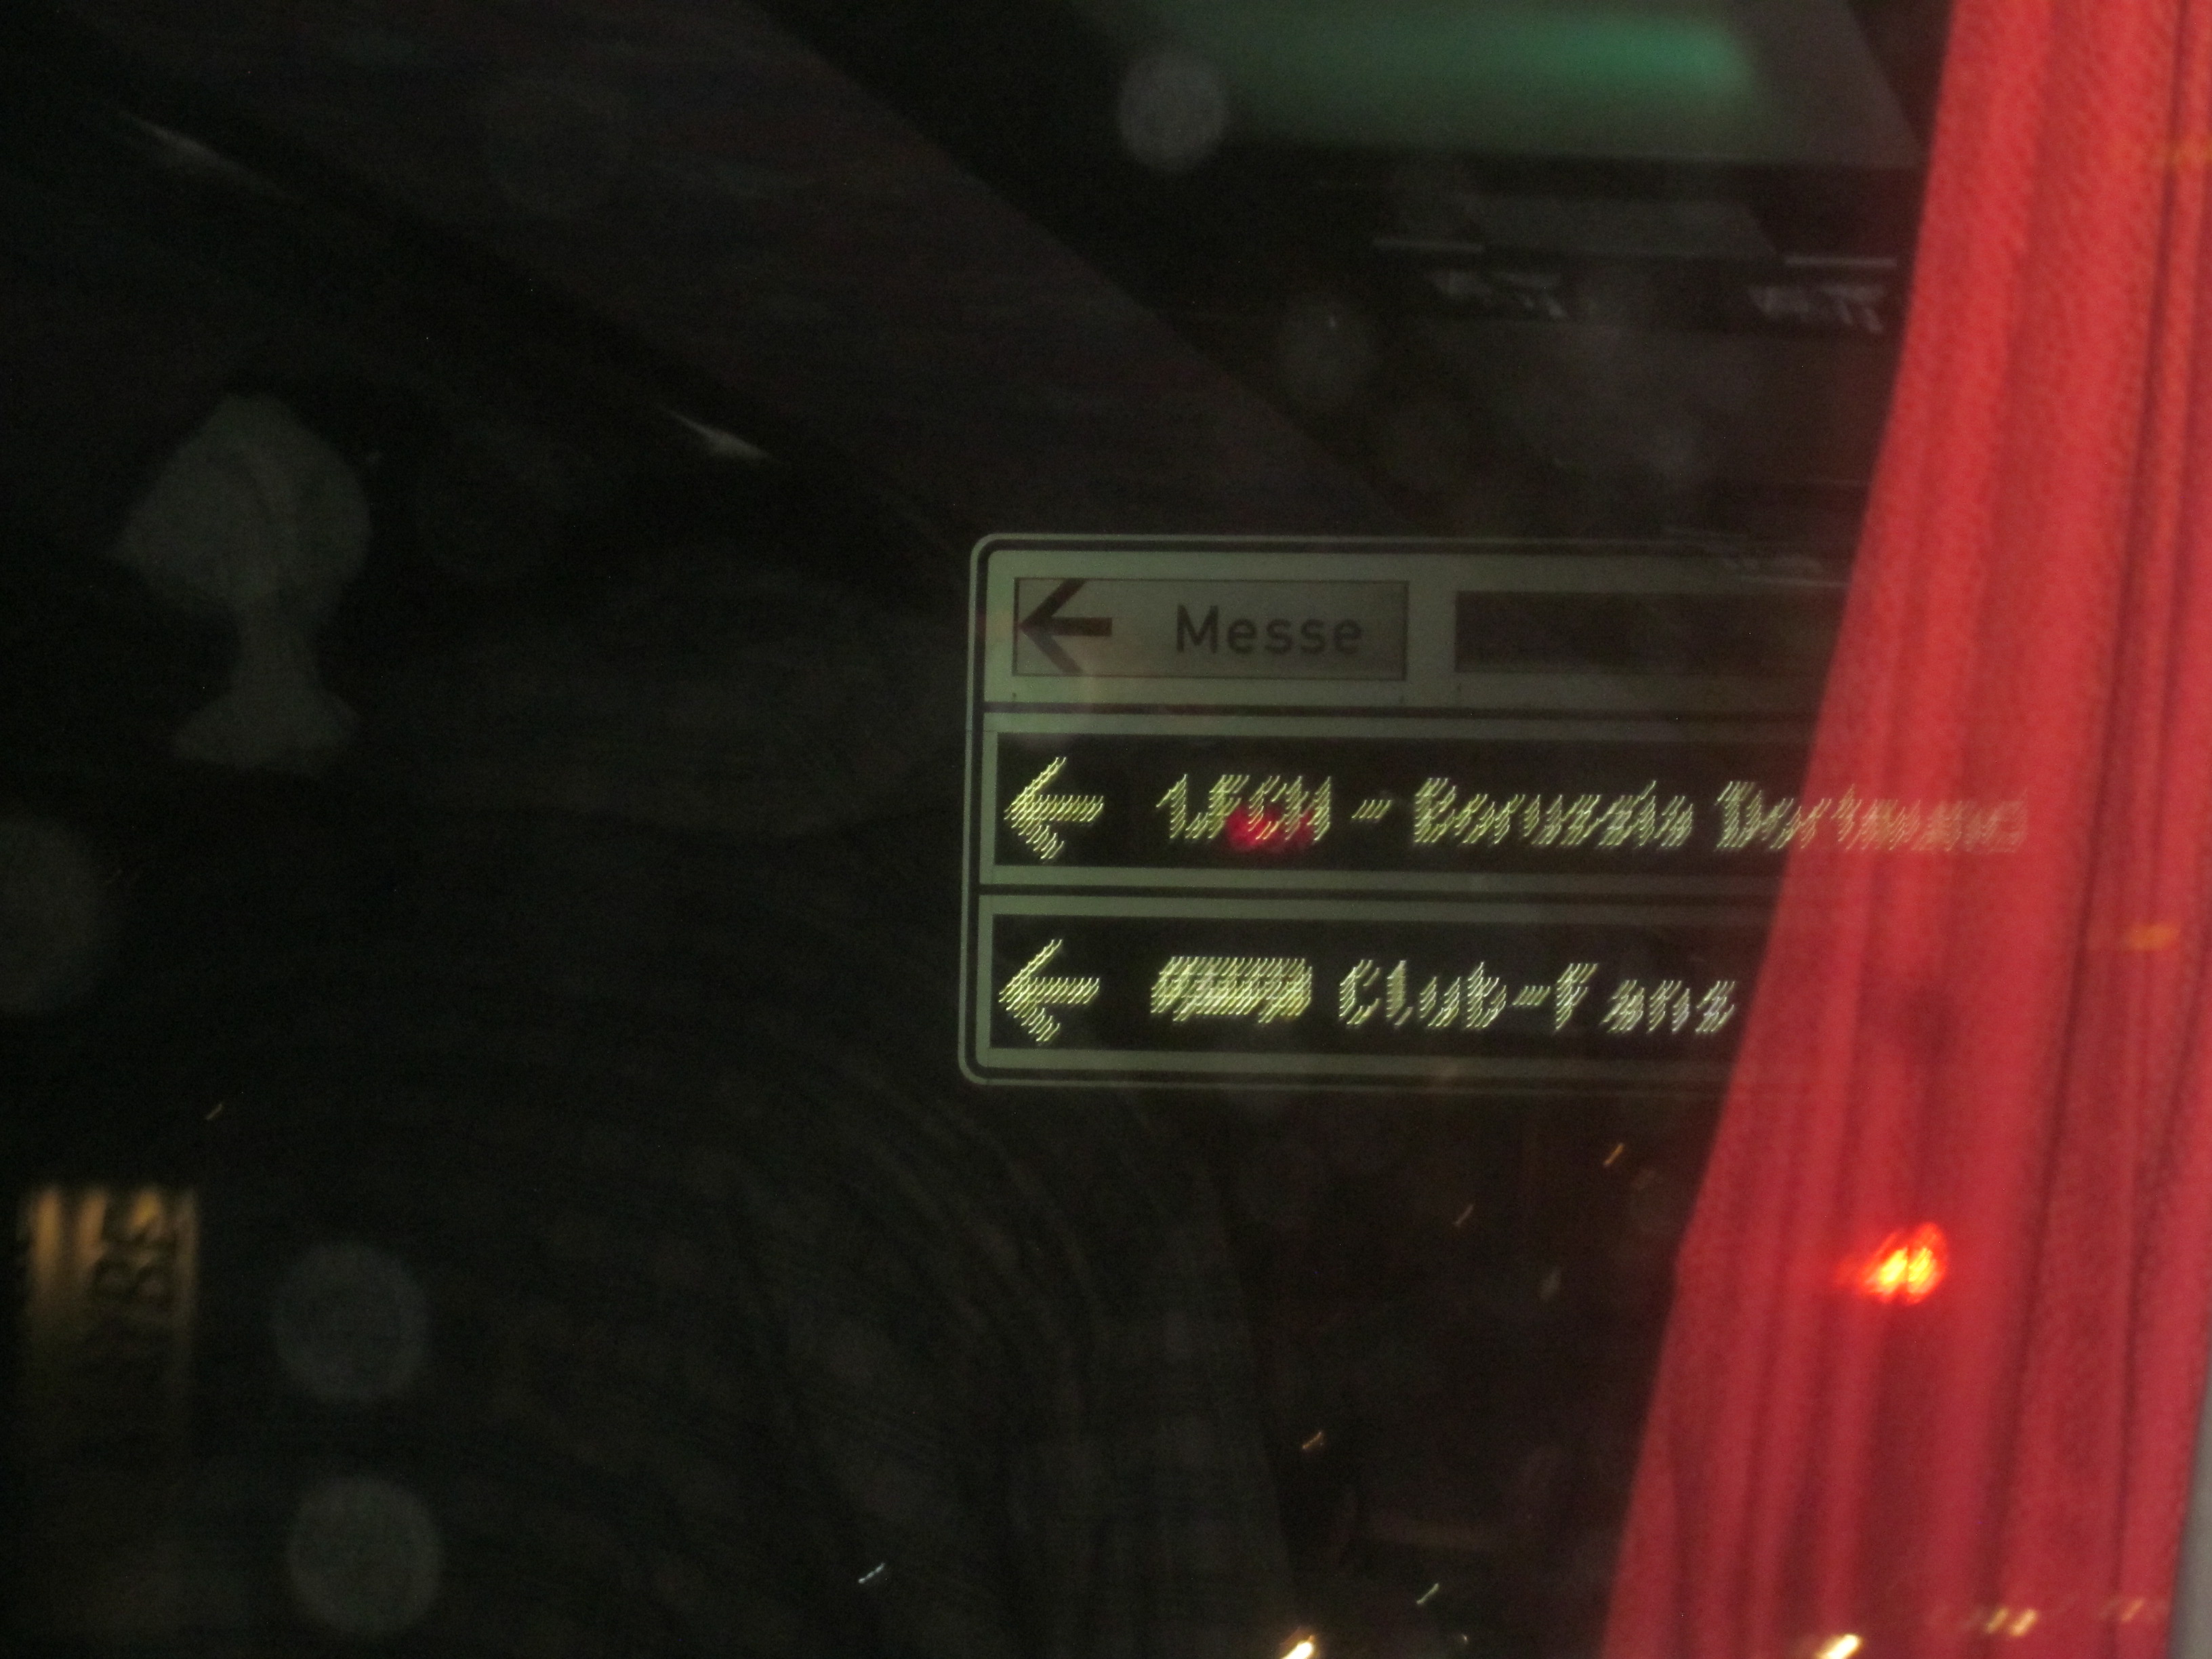 Messe
1.FCN - Borussia Dortmund
Club-Fans